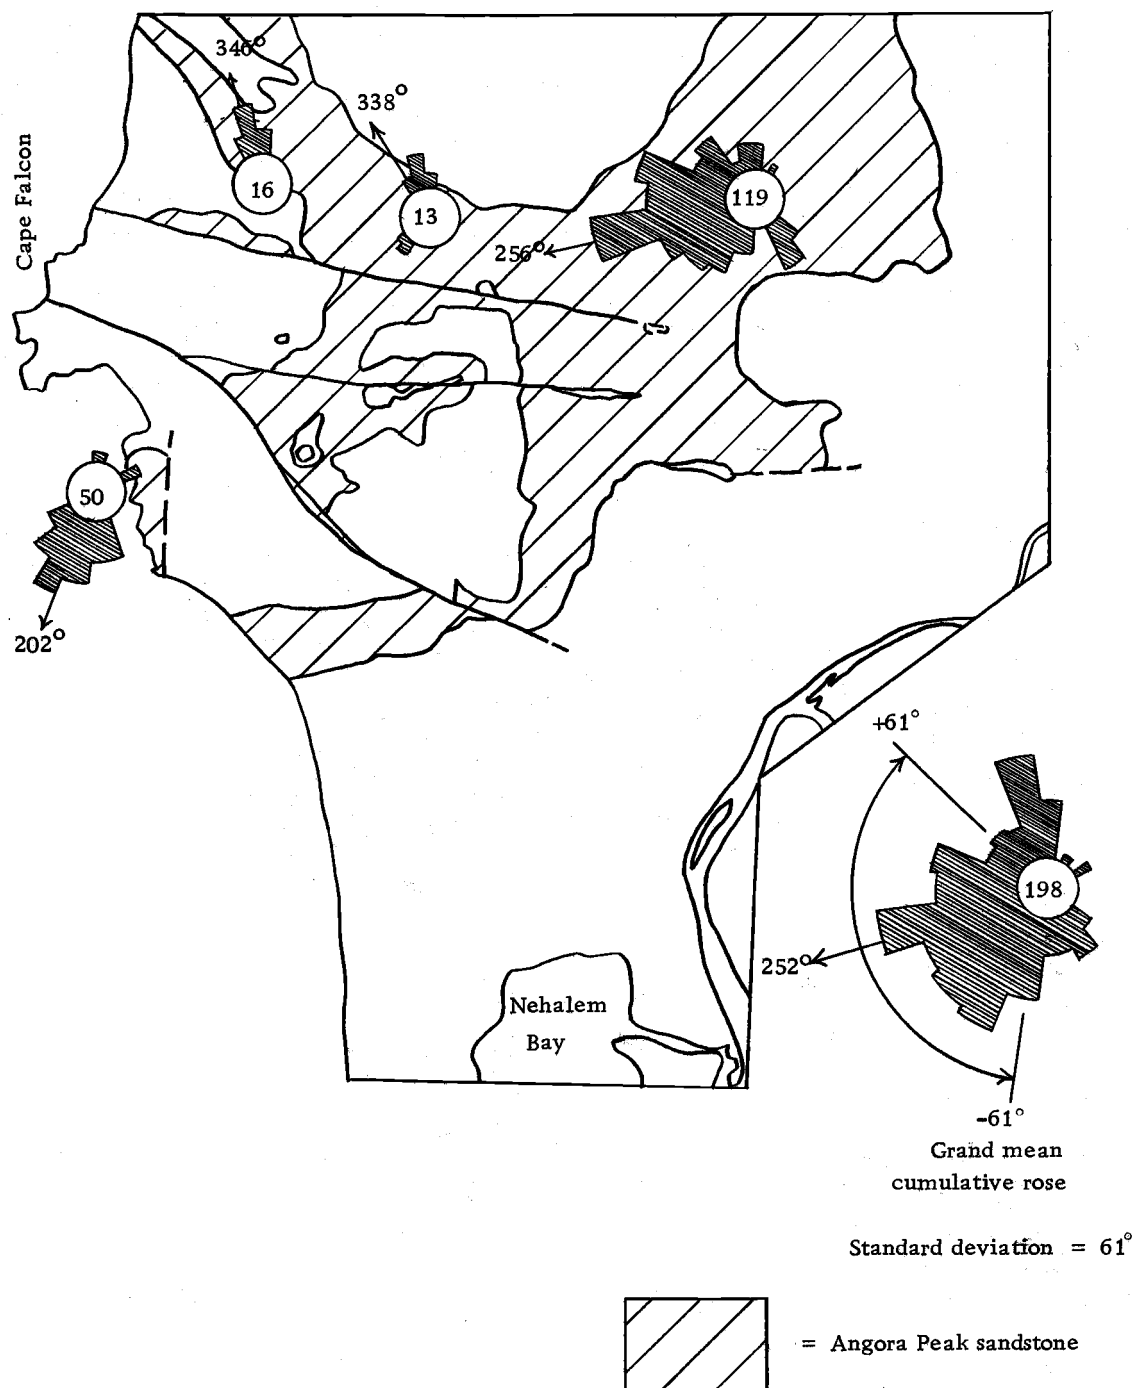 346°
338°
Cape Falcon
16
13
119
256°
50
202°
+61°
198
252°
Nehalem
Bay
-61°
Grand mean
cumulative rose
Standard deviation = 61°
= Angora Peak sandstone